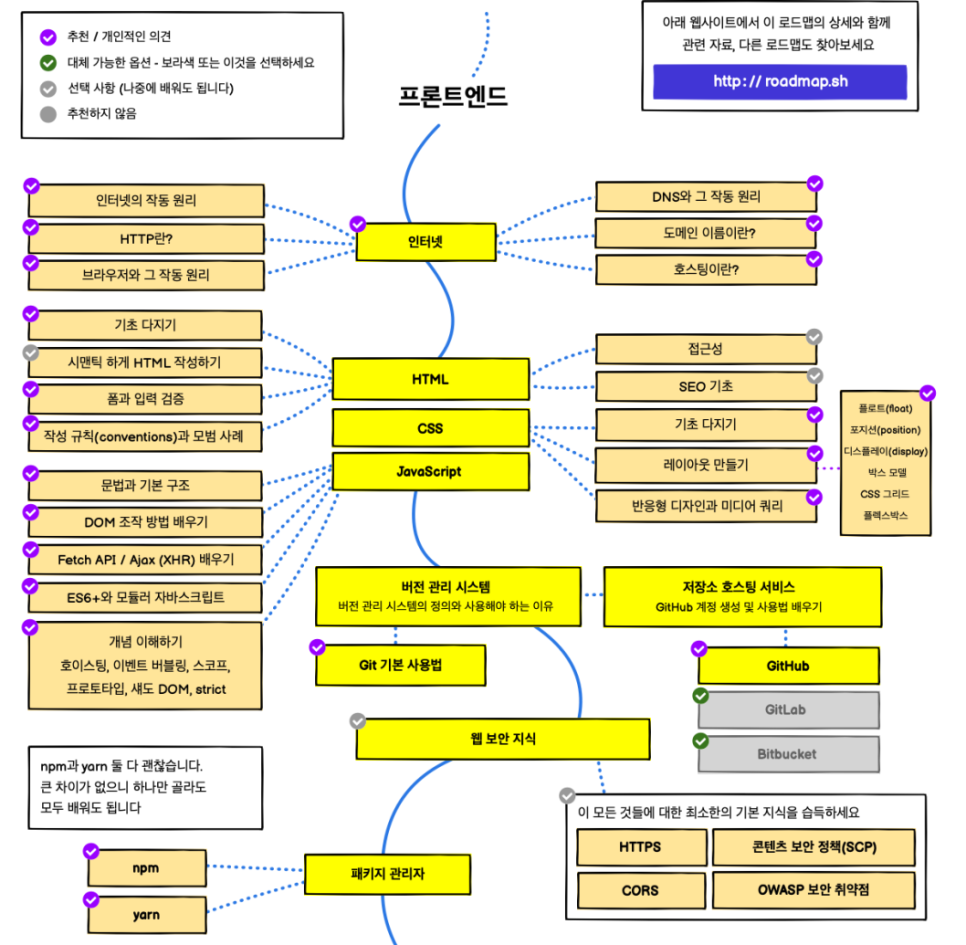 추천 / 개인적인 의견
대체 가능한 옵션 - 보라색 또는 이것을 선택하세요
선택 사항 (나중에 배워도 됩니다)
추천하지 않음
아래 웹사이트에서 이 로드맵의 상세와 함께
관련 자료, 다른 로드맵도 찾아보세요
http://roadmap.sh
프론트엔드
인터넷의 작동 원리
HTTP란?
브라우저와 그 작동 원리
인터넷
DNS와 그 작동 원리
도메인 이름이란?
호스팅이란?
기초 다지기
시맨틱 하게 HTML 작성하기
폼과 입력 검증
작성 규칙(conventions)과 모범 사례
HTML
접근성
SEO 기초
CSS
기초 다지기
레이아웃 만들기
반응형 디자인과 미디어 쿼리
플로트(float)
포지션(position)
디스플레이(display)
박스 모델
CSS 그리드
플렉스박스
JavaScript
문법과 기본 구조
DOM 조작 방법 배우기
Fetch API / Ajax (XHR) 배우기
ES6+와 모듈러 자바스크립트
개념 이해하기
호이스팅, 이벤트 버블링, 스코프,
프로토타입, 섀도 DOM, strict
버전 관리 시스템
버전 관리 시스템의 정의와 사용해야 하는 이유
저장소 호스팅 서비스
GitHub 계정 생성 및 사용법 배우기
Git 기본 사용법
GitHub
GitLab
Bitbucket
웹 보안 지식
이 모든 것들에 대한 최소한의 기본 지식을 습득하세요
HTTPS
콘텐츠 보안 정책(SCP)
CORS
OWASP 보안 취약점
npm과 yarn 둘 다 괜찮습니다.
큰 차이가 없으니 하나만 골라도
모두 배워도 됩니다
npm
yarn
패키지 관리자